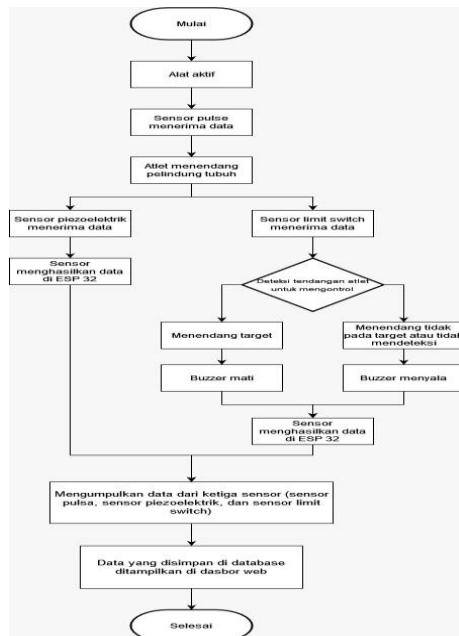 Mulai
Alat aktif
Sensor pulse
menerima data
Atlet menendang
pelindung tubuh
Sensor piezoelektrik
menerima data
Sensor limit switch
menerima data
Sensor
menghasilkan data
di ESP 32
Deteksi tendangan atlet
untuk mengontrol
Menendang target
Menendang tidak
pada target atau tidak
mendeteksi
Buzzer mati
Buzzer menyala
Sensor
menghasilkan data
di ESP 32
Mengumpulkan data dari ketiga sensor (sensor
pulsa, sensor piezoelektrik, dan sensor limit
switch)
Data yang disimpan di database
ditampilkan di dasbor web
Selesai